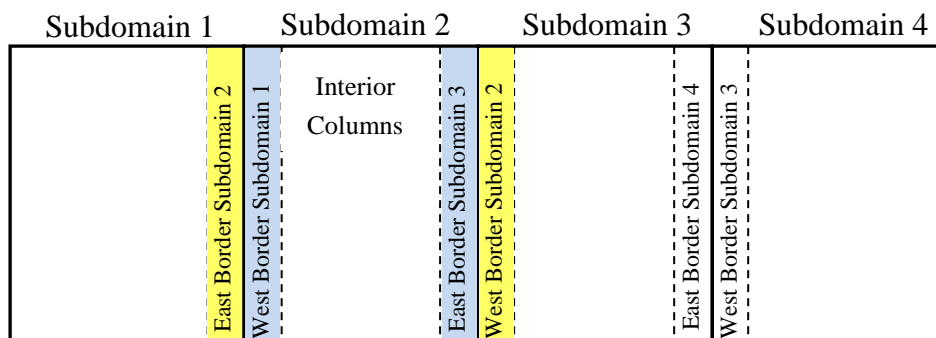 Subdomain 1
Subdomain 2
Subdomain 3
Subdomain 4
East Border Subdomain 2
West Border Subdomain 1
Interior
Columns
East Border Subdomain 3
West Border Subdomain 2
East Border Subdomain 4
West Border Subdomain 3